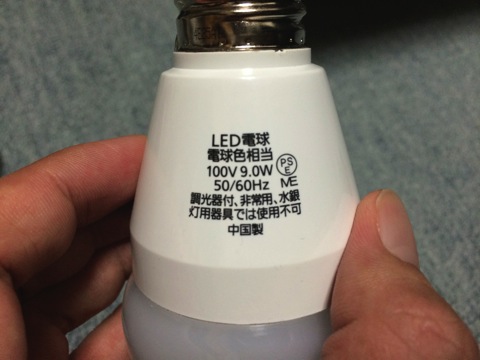 LED電球
電球色相当
100V 9.0W
50/60Hz
PS
E
ME
調光器付、非常用、水銀
灯用器具では使用不可
中国製